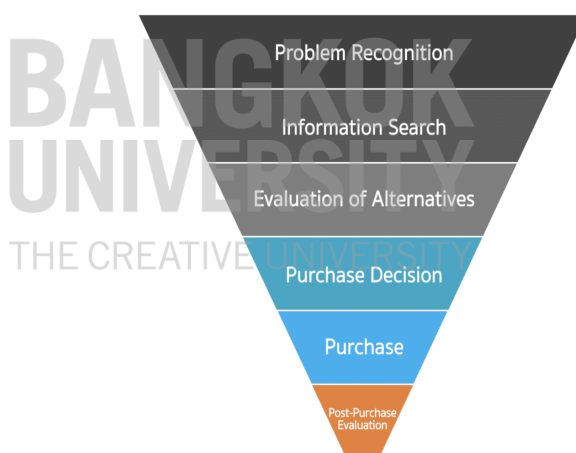 BANGKOK
UNIVERSITY
THE CREATIVE UNIVERSITY
Problem Recognition
Information Search
Evaluation of Alternatives
Purchase Decision
Purchase
Post-Purchase
Evaluation